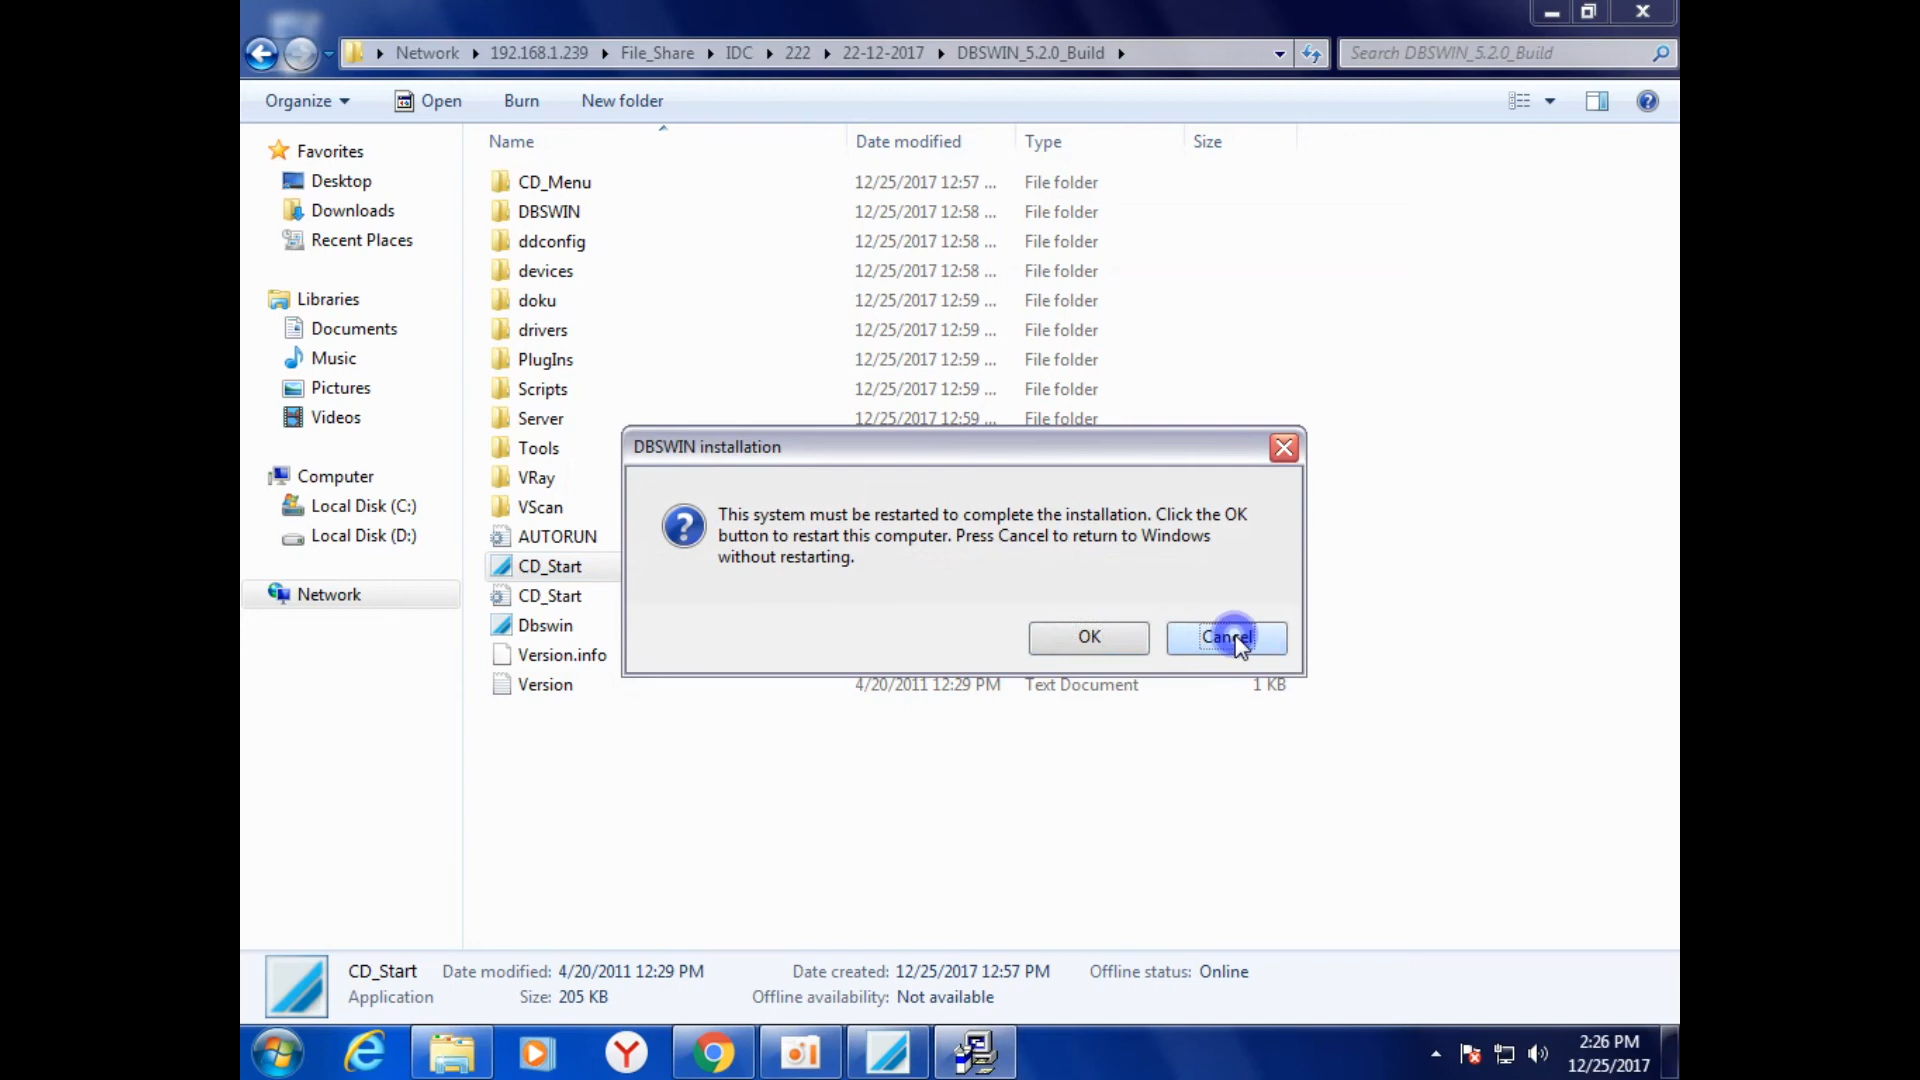 Network 192.168.1.239 File_Share IDC 222 22-12-2017 DBSWIN_5.2.0_Build
Search DBSWIN_5.2.0_Build
Organize Open Burn New folder
Name Date modified Type Size
Favorites
Desktop
Downloads
Recent Places
Libraries
Documents
Music
Pictures
Videos
Computer
Local Disk (C:)
Local Disk (D:)
Network
CD_Menu 12/25/2017 12:57 ... File folder
DBSWIN 12/25/2017 12:58 ... File folder
ddconfig 12/25/2017 12:58 ... File folder
devices 12/25/2017 12:58 ... File folder
doku 12/25/2017 12:59 ... File folder
drivers 12/25/2017 12:59 ... File folder
PlugIns 12/25/2017 12:59 ... File folder
Scripts 12/25/2017 12:59 ... File folder
Server 12/25/2017 12:59 ... File folder
Tools
VRay
VScan
AUTORUN
CD_Start
CD_Start
Dbswin
Version.info
Version 4/20/2011 12:29 PM Text Document 1 KB
DBSWIN installation
This system must be restarted to complete the installation. Click the OK
button to restart this computer. Press Cancel to return to Windows
without restarting.
OK Cancel
CD_Start Date modified: 4/20/2011 12:29 PM Date created: 12/25/2017 12:57 PM Offline status: Online
Application Size: 205 KB Offline availability: Not available
2:26 PM
12/25/2017